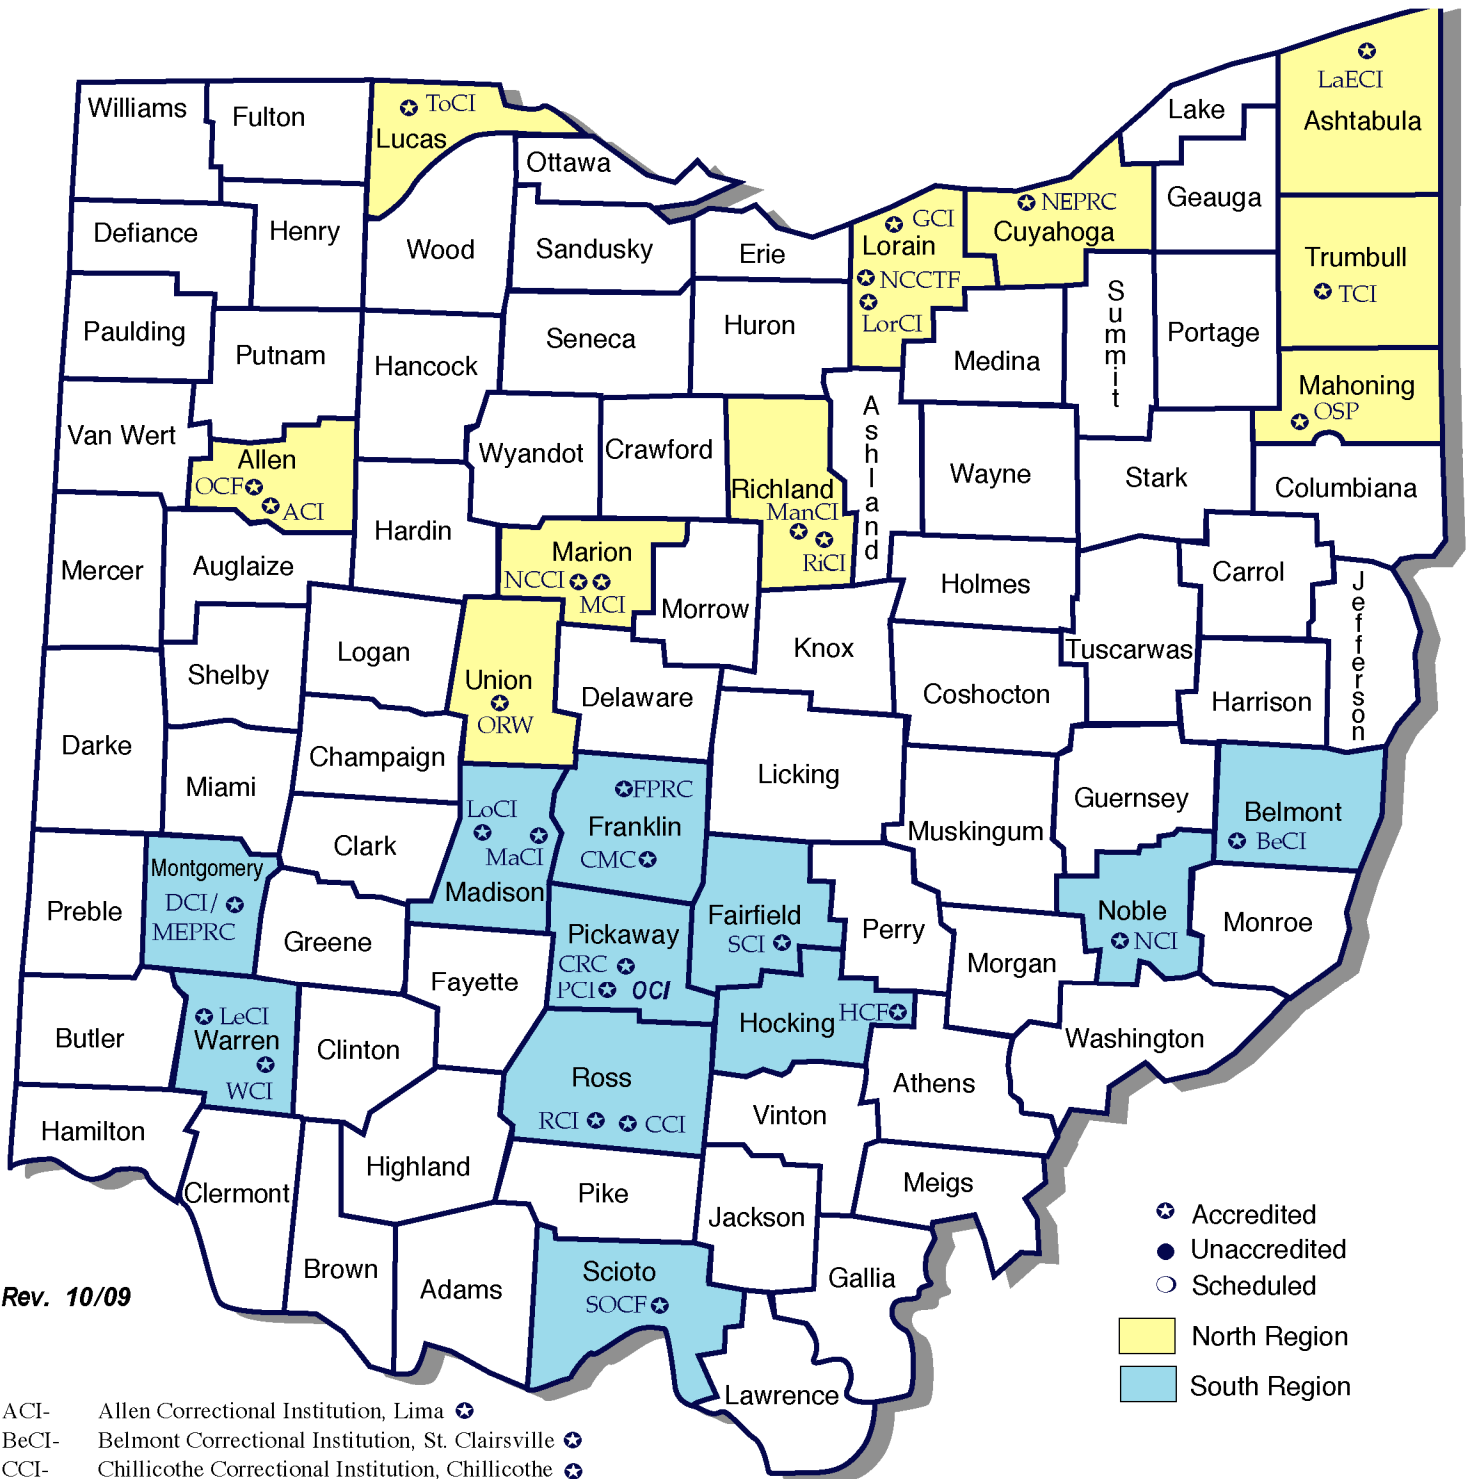 LaECI
Ashtabula
Williams
Fulton
ToCI
Lucas
Lake
Ottawa
Geauga
NEPRC
Cuyahoga
GCI
Lorain
Defiance
Henry
Wood
Sandusky
Erie
Trumbull
TCI
NCCTF
LorCI
Summit
Paulding
Putnam
Hancock
Seneca
Huron
Medina
Portage
Mahoning
OSP
Van Wert
Allen
OCF
ACI
Wyandot
Crawford
Ashland
Richland
ManCI
RiCI
Wayne
Stark
Columbiana
Hardin
Marion
NCCI
MCI
Mercer
Auglaize
Morrow
Holmes
Carroll
Jefferson
Logan
Knox
Tuscarwas
Shelby
Union
ORW
Delaware
Coshocton
Harrison
Darke
Champaign
Miami
Licking
LoCI
MaCI
Madison
FPRC
Franklin
CMC
Muskingum
Guernsey
Belmont
BeCI
Clark
Montgomery
DCI/
MEPRC
Preble
Greene
Pickaway
CRC
PCI
OCI
Fairfield
SCI
Perry
Noble
NCI
Monroe
Morgan
Fayette
LeCI
Warren
WCI
Butler
Clinton
Hocking
HCF
Washington
Ross
RCI
CCI
Athens
Vinton
Hamilton
Highland
Clermont
Pike
Jackson
Meigs
Brown
Adams
Scioto
SOCF
Gallia
Lawrence
Accredited
Unaccredited
Scheduled
North Region
South Region
Rev. 10/09
ACI- Allen Correctional Institution, Lima
BeCI- Belmont Correctional Institution, St. Clairsville
CCI- Chillicothe Correctional Institution, Chillicothe